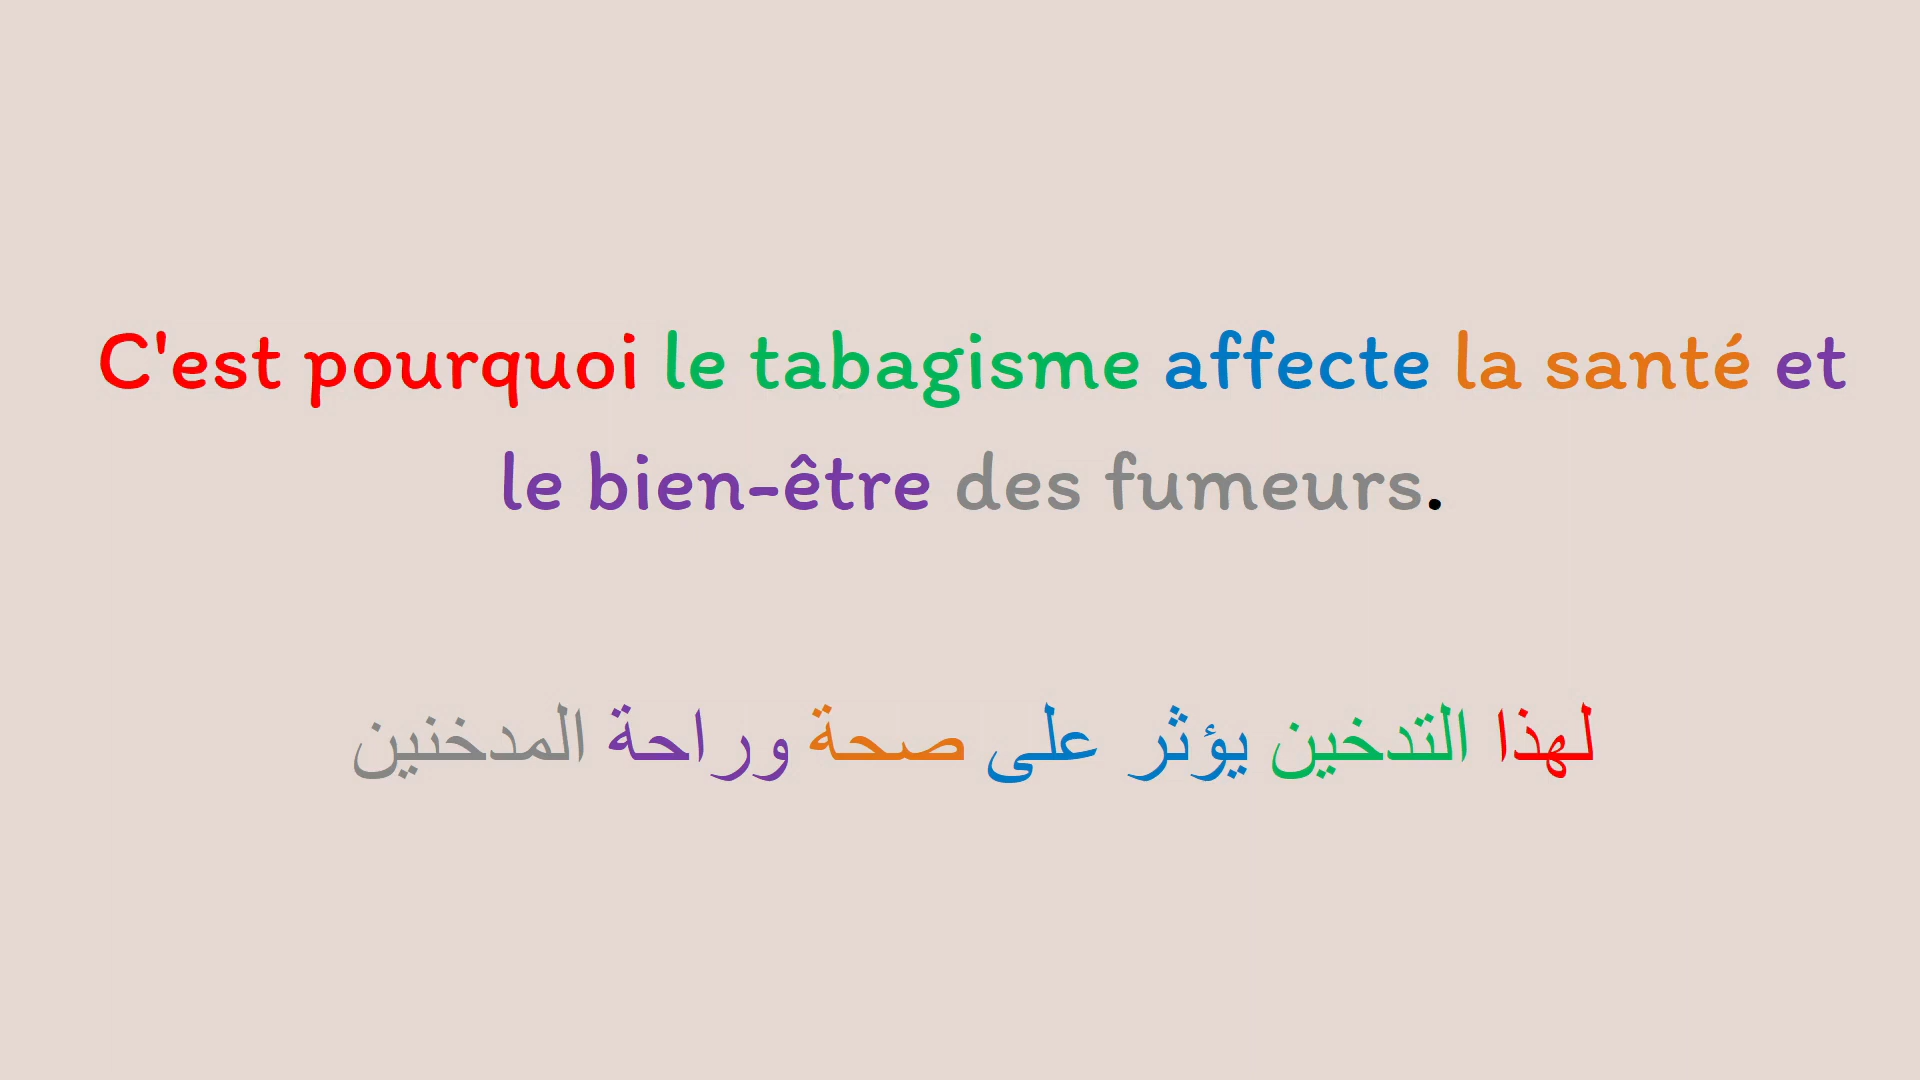 C'est pourquoi le tabagisme affecte la santé et
le bien-être des fumeurs.
لهذا التدخين يؤثر على صحة وراحة المدخنين